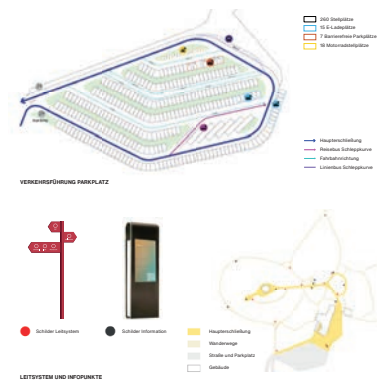 260 Stellplätze
15 E-Ladeplätze
7 Barrierefreie Parkplätze
18 Motorradstellplätze
Haupterschließung
Reisebus Schleppkurve
Fahrbahnrichtung
Linienbus Schleppkurve
VERKEHRSFÜHRUNG PARKPLATZ
Schilder Leitsystem
Schilder Information
Haupterschließung
Wanderwege
Straße und Parkplatz
Gebäude
LEITSYSTEM UND INFOPUNKTE